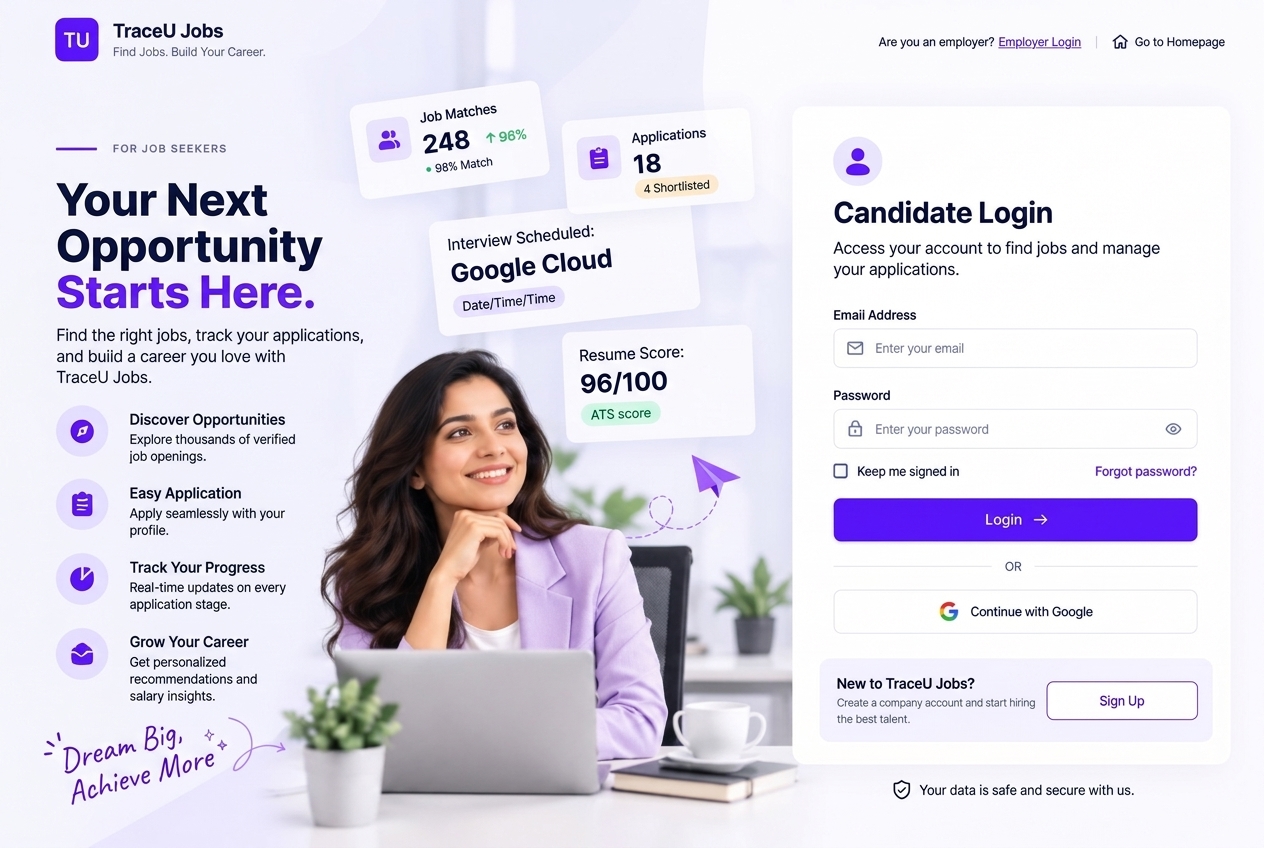 TU
TraceU Jobs
Find Jobs. Build Your Career.
Are you an employer? Employer Login
Go to Homepage
FOR JOB SEEKERS
Your Next
Opportunity
Starts Here.
Find the right jobs, track your applications,
and build a career you love with
TraceU Jobs.
Discover Opportunities
Explore thousands of verified
job openings.
Easy Application
Apply seamlessly with your
profile.
Track Your Progress
Real-time updates on every
application stage.
Grow Your Career
Get personalized
recommendations and
salary insights.
Dream Big,
Achieve More
Job Matches
248 ↑ 96%
• 98% Match
Applications
18
4 Shortlisted
Interview Scheduled:
Google Cloud
Date/Time/Time
Resume Score:
96/100
ATS score
Candidate Login
Access your account to find jobs and manage
your applications.
Email Address
Enter your email
Password
Enter your password
Keep me signed in
Forgot password?
Login →
OR
Continue with Google
New to TraceU Jobs?
Create a company account and start hiring
the best talent.
Sign Up
Your data is safe and secure with us.